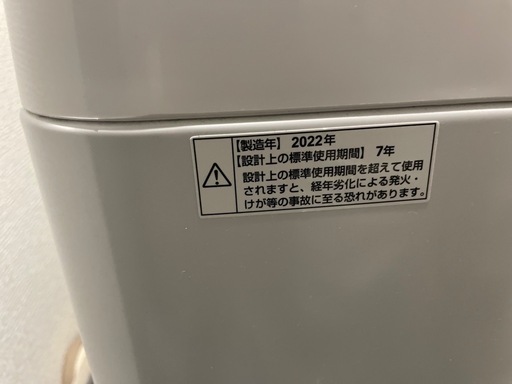 【製造年】 2022年
【設計上の標準使用期間】 7年
設計上の標準使用期間を超えて使用
されますと、経年劣化による発火・
けが等の事故に至る恐れがあります。